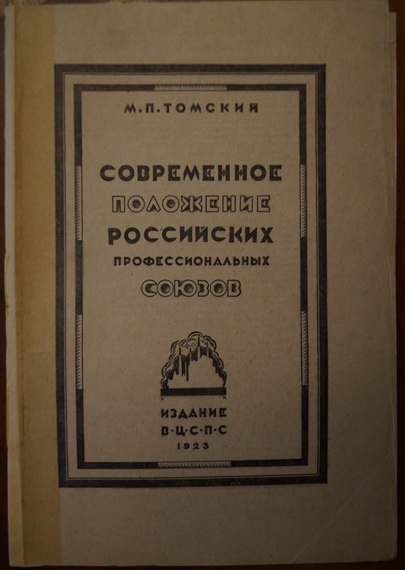 М.П.ТОМСКИЙ
СОВРЕМЕННОЕ
ПОЛОЖЕНИЕ
РОССИЙСКИХ
ПРОФЕССИОНАЛЬНЫХ
СОЮЗОВ
ИЗДАНИЕ
В·Ц·С·П·С
1923